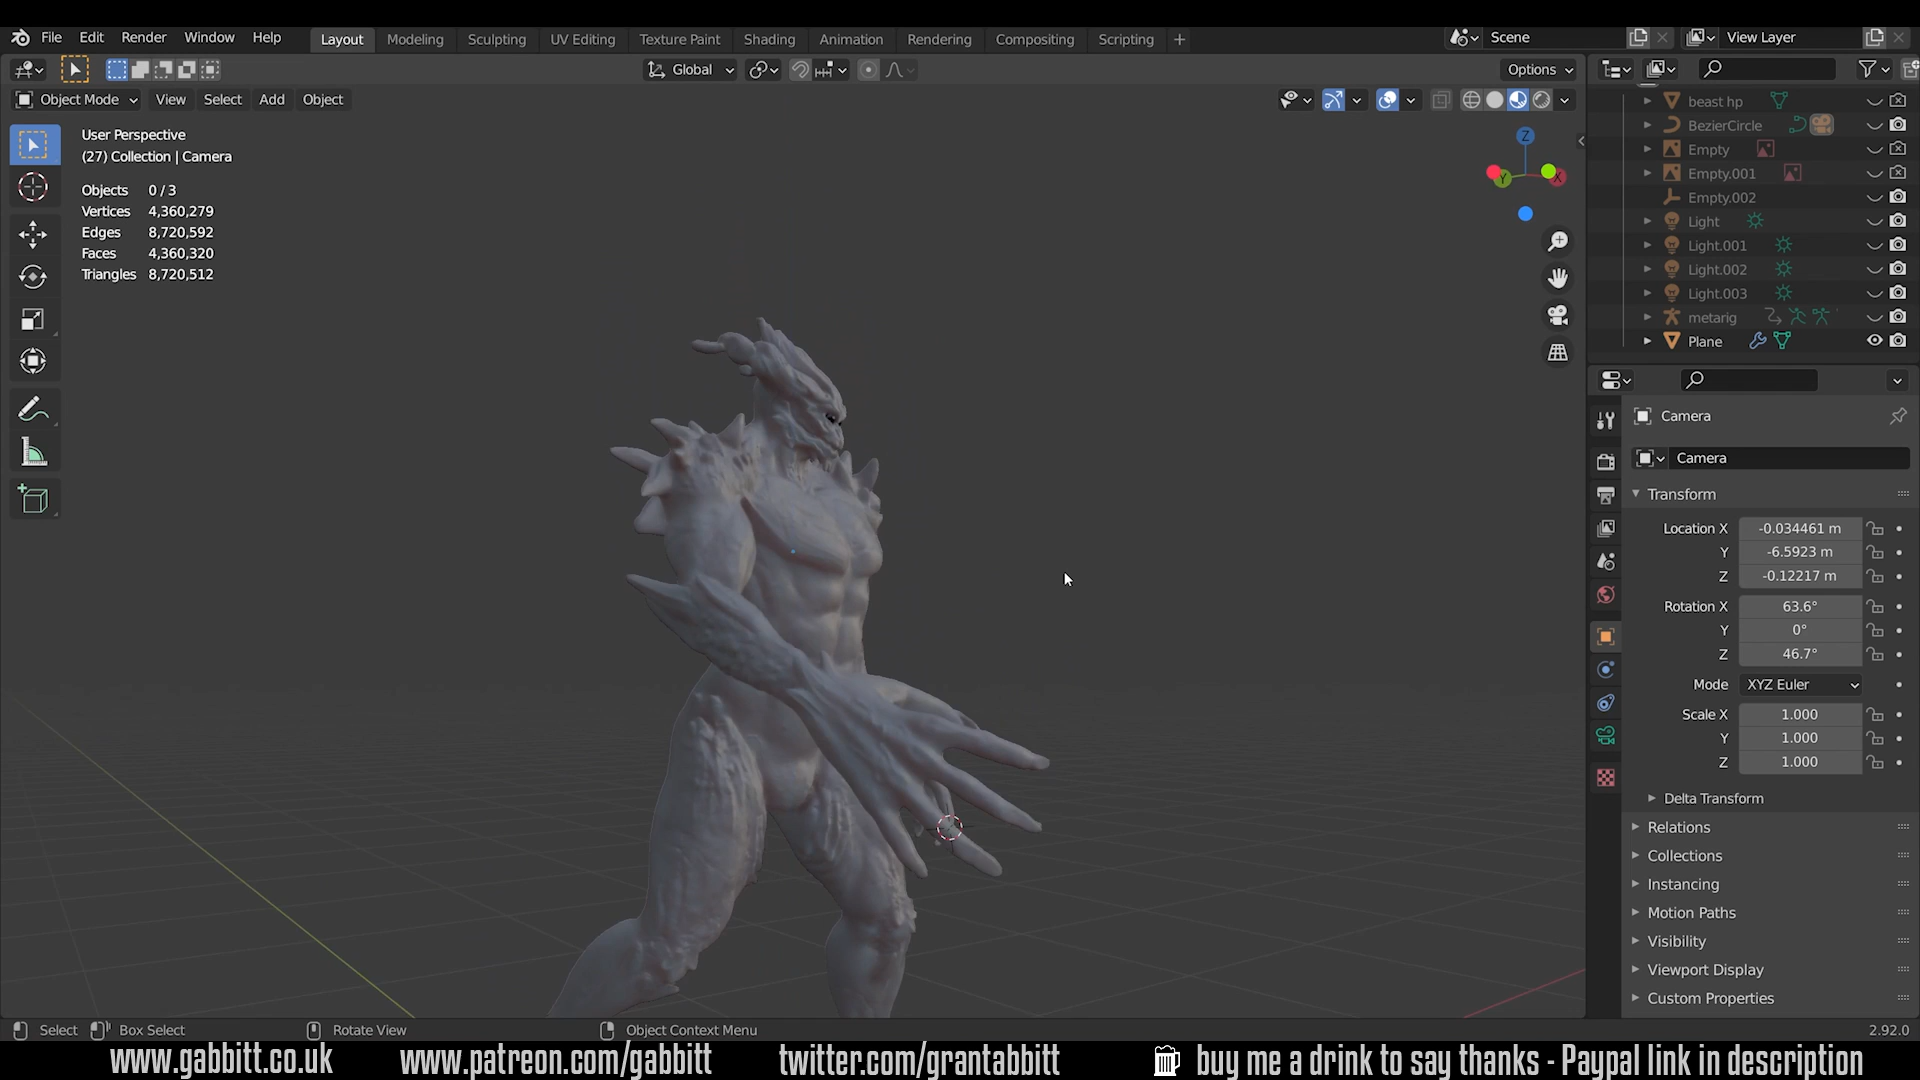 File Edit Render Window Help Layout Modeling Sculpting UV Editing Texture Paint Shading Animation Rendering Compositing Scripting + Scene View Layer
Global Options
Object Mode View Select Add Object
User Perspective
(27) Collection | Camera
Objects 0 / 3
Vertices 4,360,279
Edges 8,720,592
Faces 4,360,320
Triangles 8,720,512
Z
Y X
beast hp
BezierCircle
Empty
Empty.001
Empty.002
Light
Light.001
Light.002
Light.003
metarig
Plane
Camera
Camera
Transform
Location X -0.034461 m
Y -6.5923 m
Z -0.12217 m
Rotation X 63.6°
Y 0°
Z 46.7°
Mode XYZ Euler
Scale X 1.000
Y 1.000
Z 1.000
Delta Transform
Relations
Collections
Instancing
Motion Paths
Visibility
Viewport Display
Custom Properties
Select Box Select Rotate View Object Context Menu 2.92.0
www.gabbitt.co.uk www.patreon.com/gabbitt twitter.com/grantabbitt buy me a drink to say thanks - Paypal link in description